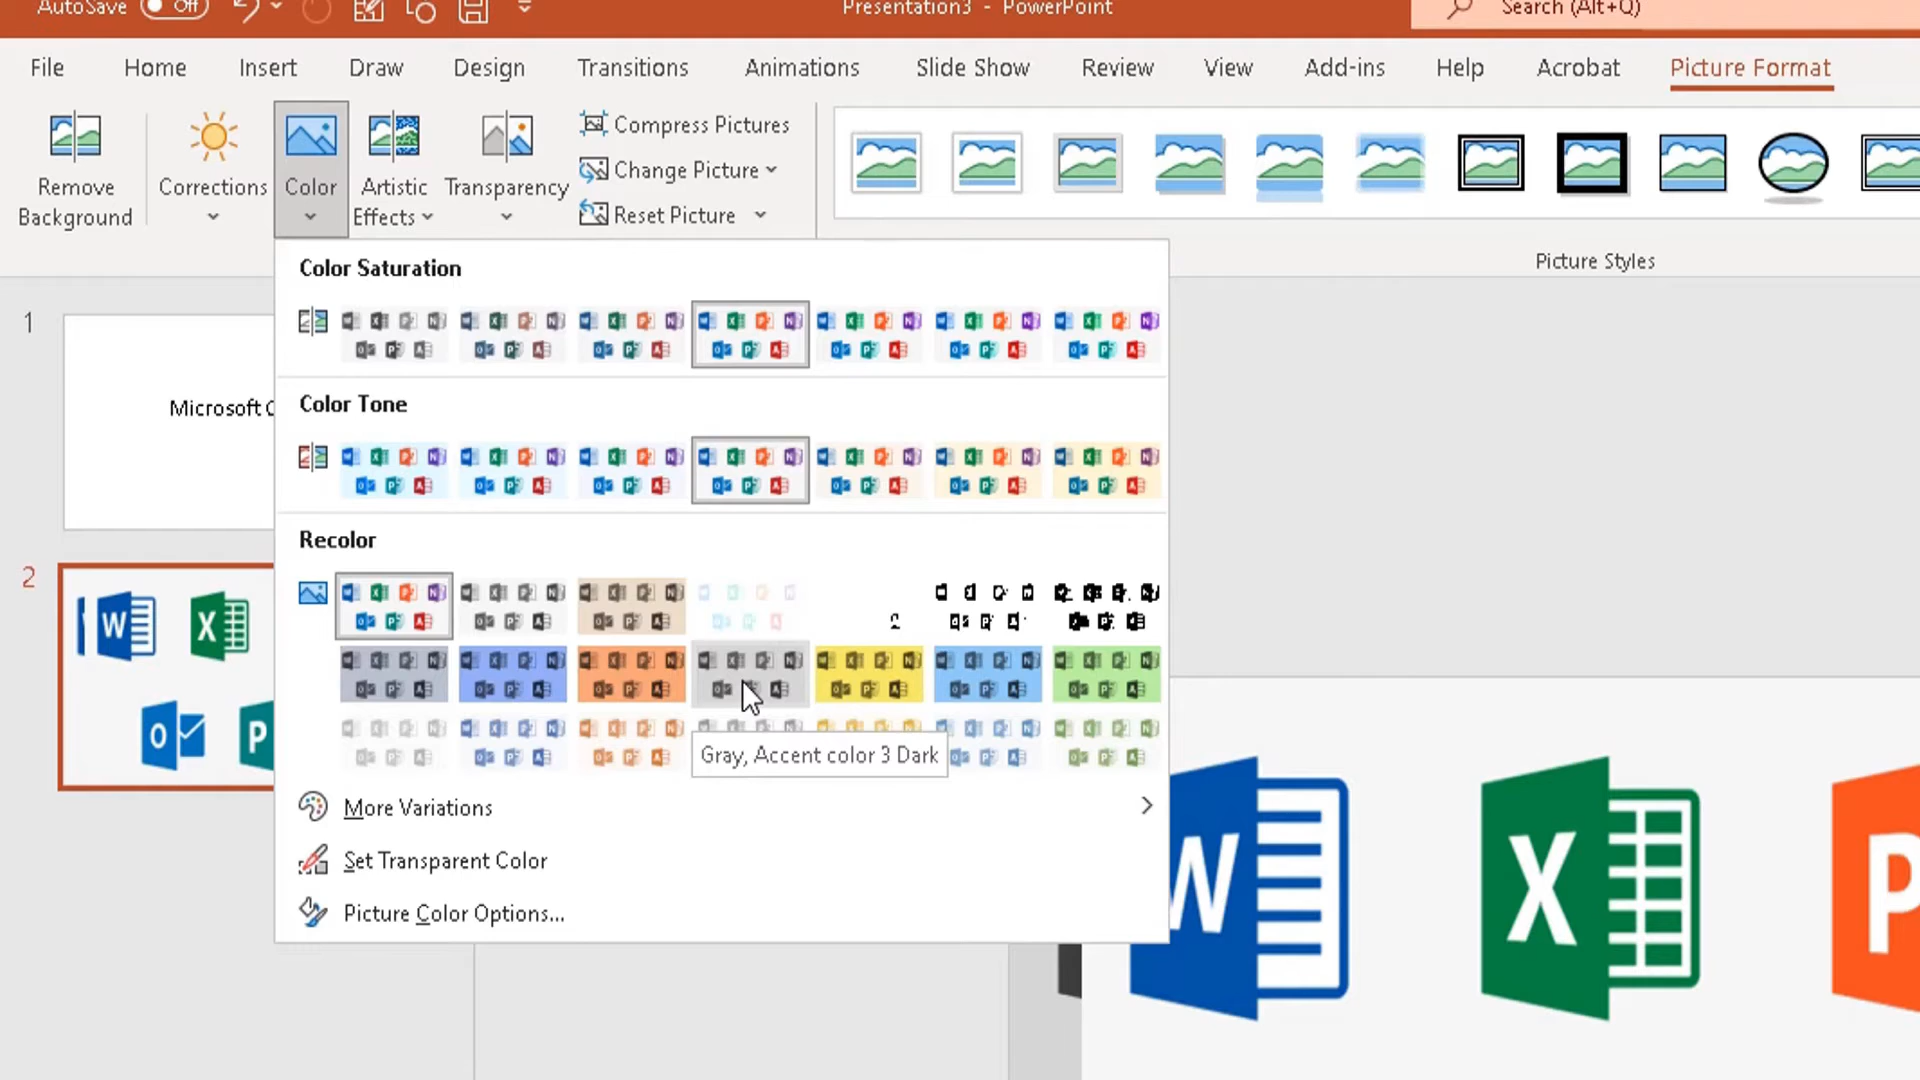 AutoSave Off Presentation3 - PowerPoint Search (Alt+Q)
File Home Insert Draw Design Transitions Animations Slide Show Review View Add-ins Help Acrobat Picture Format
Remove Background
Corrections
Color
Artistic Effects
Transparency
Compress Pictures
Change Picture
Reset Picture
Picture Styles
1
Microsoft
2
W X
O P
Color Saturation
Color Tone
Recolor
Gray, Accent color 3 Dark
More Variations
Set Transparent Color
Picture Color Options...
W X P